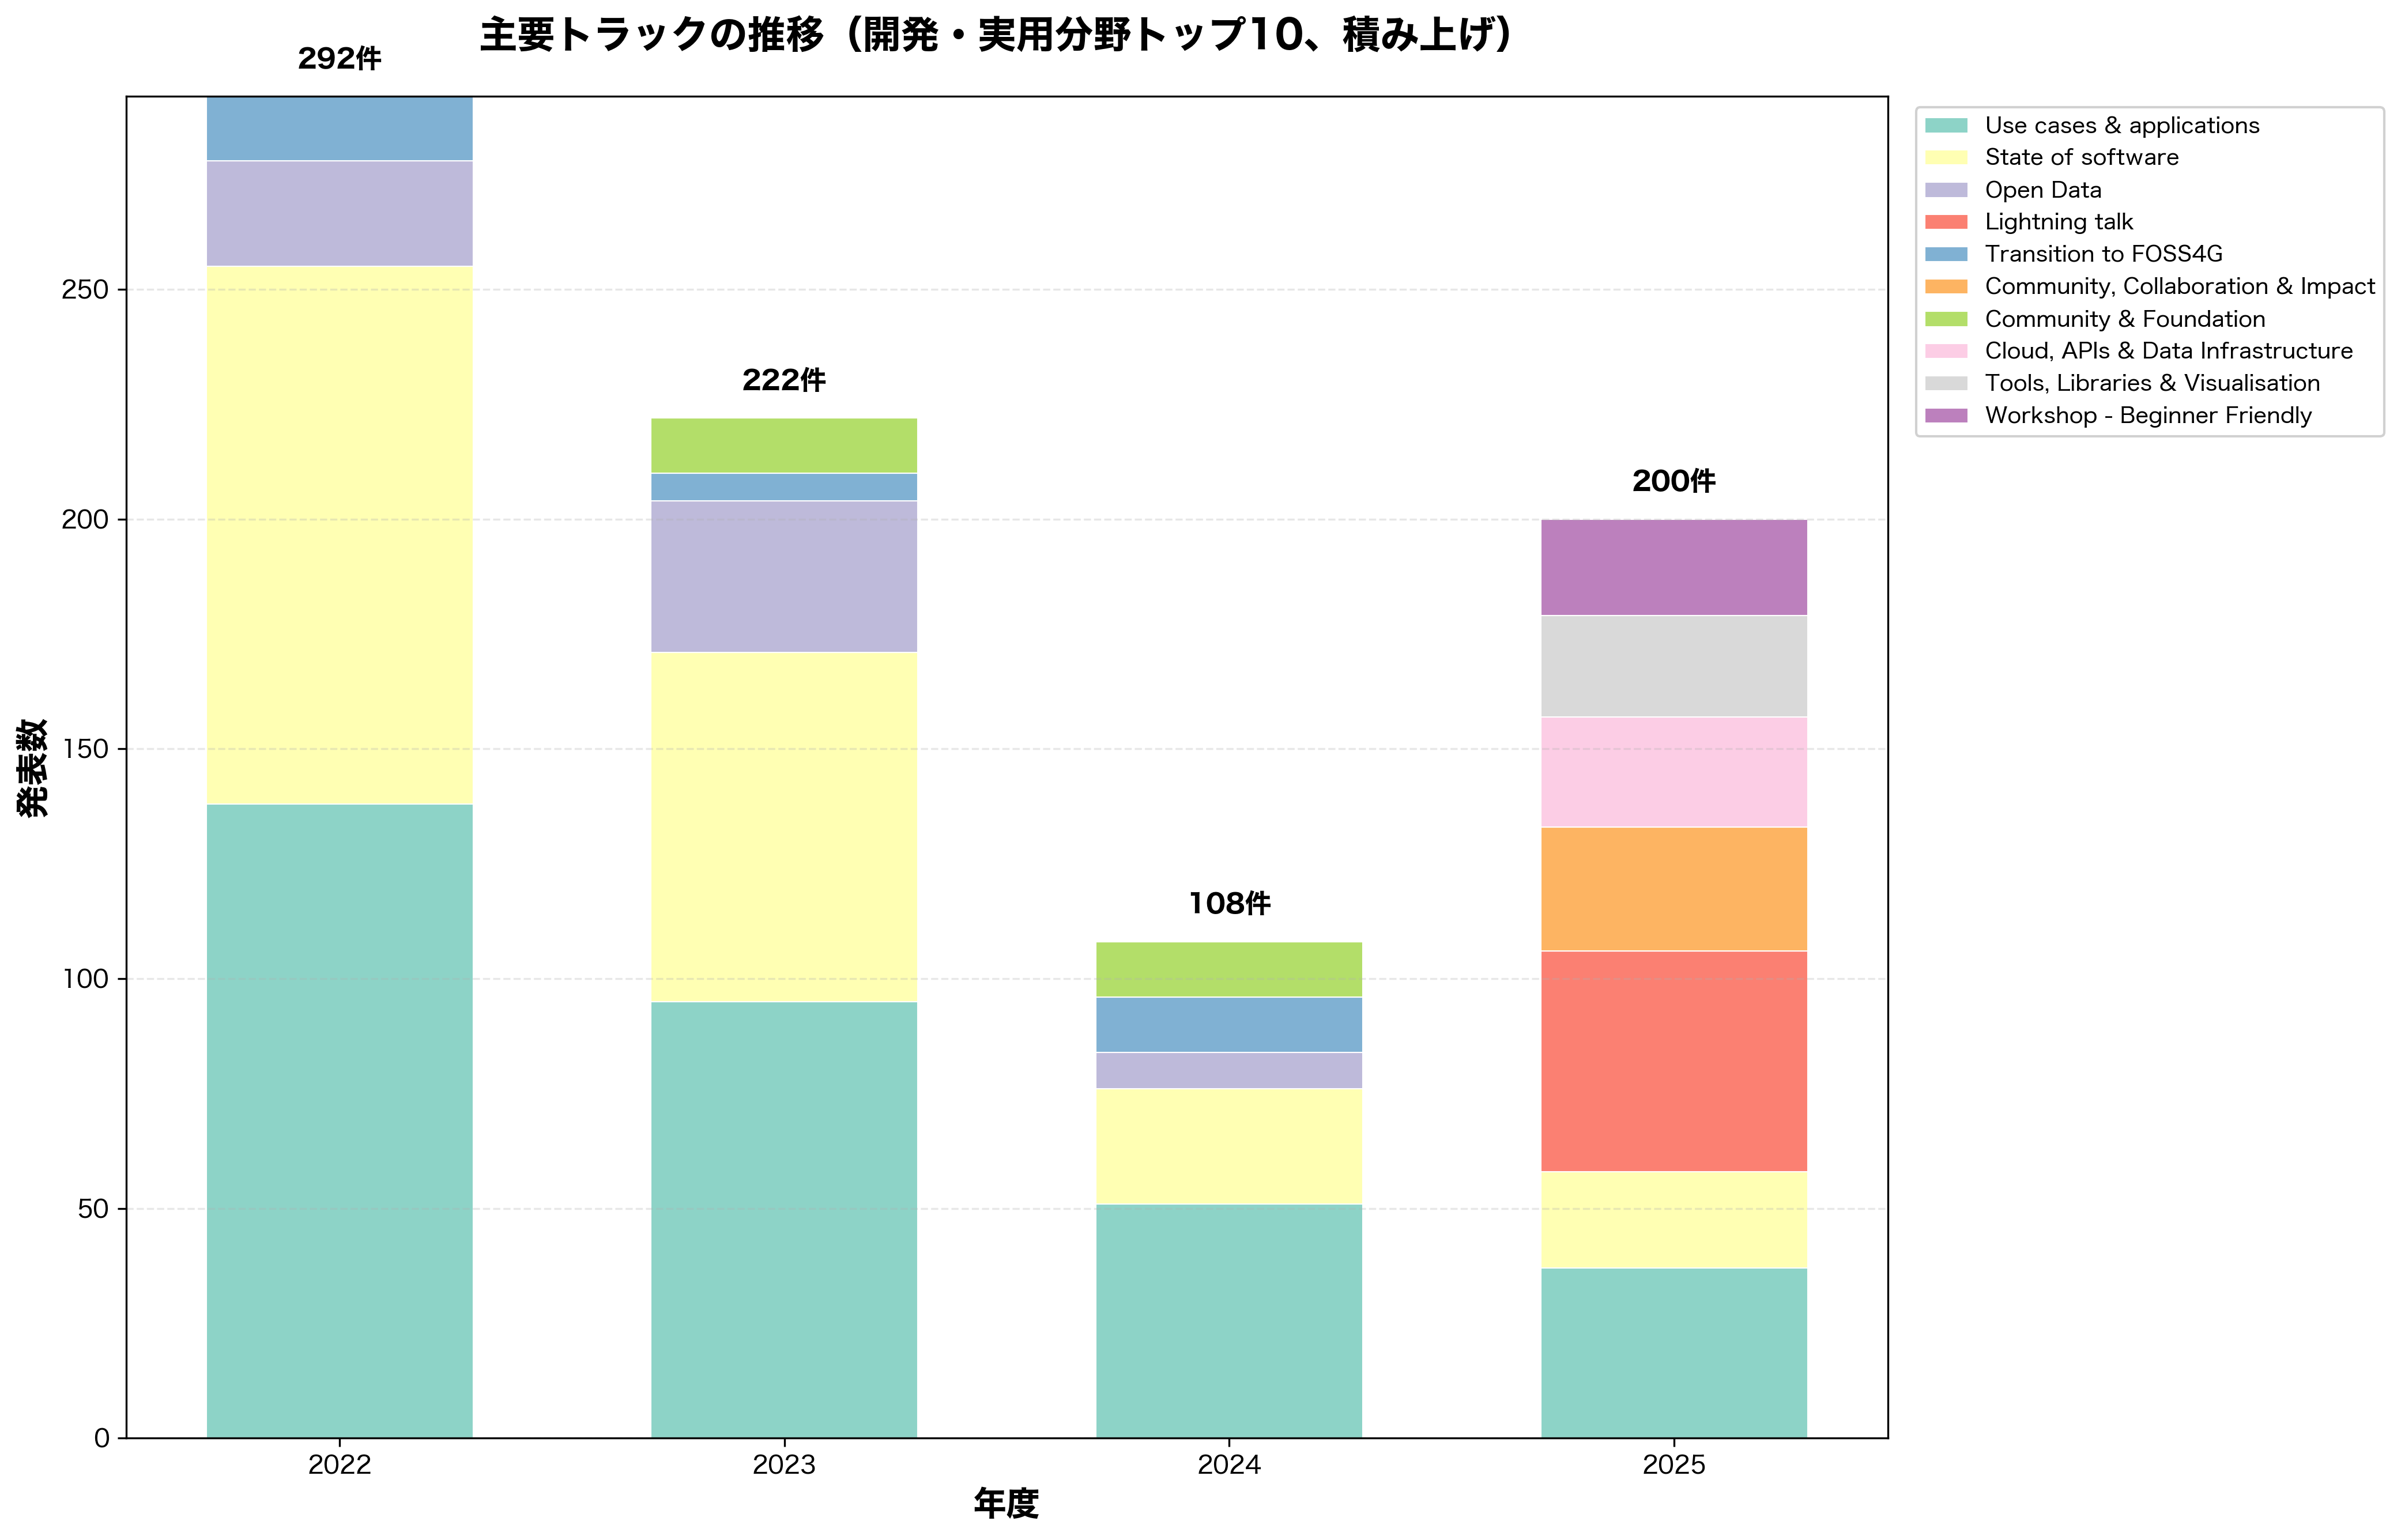 主要トラックの推移（開発・実用分野トップ10、積み上げ）
292件
222件
108件
200件
Use cases & applications
State of software
Open Data
Lightning talk
Transition to FOSS4G
Community, Collaboration & Impact
Community & Foundation
Cloud, APIs & Data Infrastructure
Tools, Libraries & Visualisation
Workshop - Beginner Friendly
発表数
250
200
150
100
50
0
2022
2023
2024
2025
年度